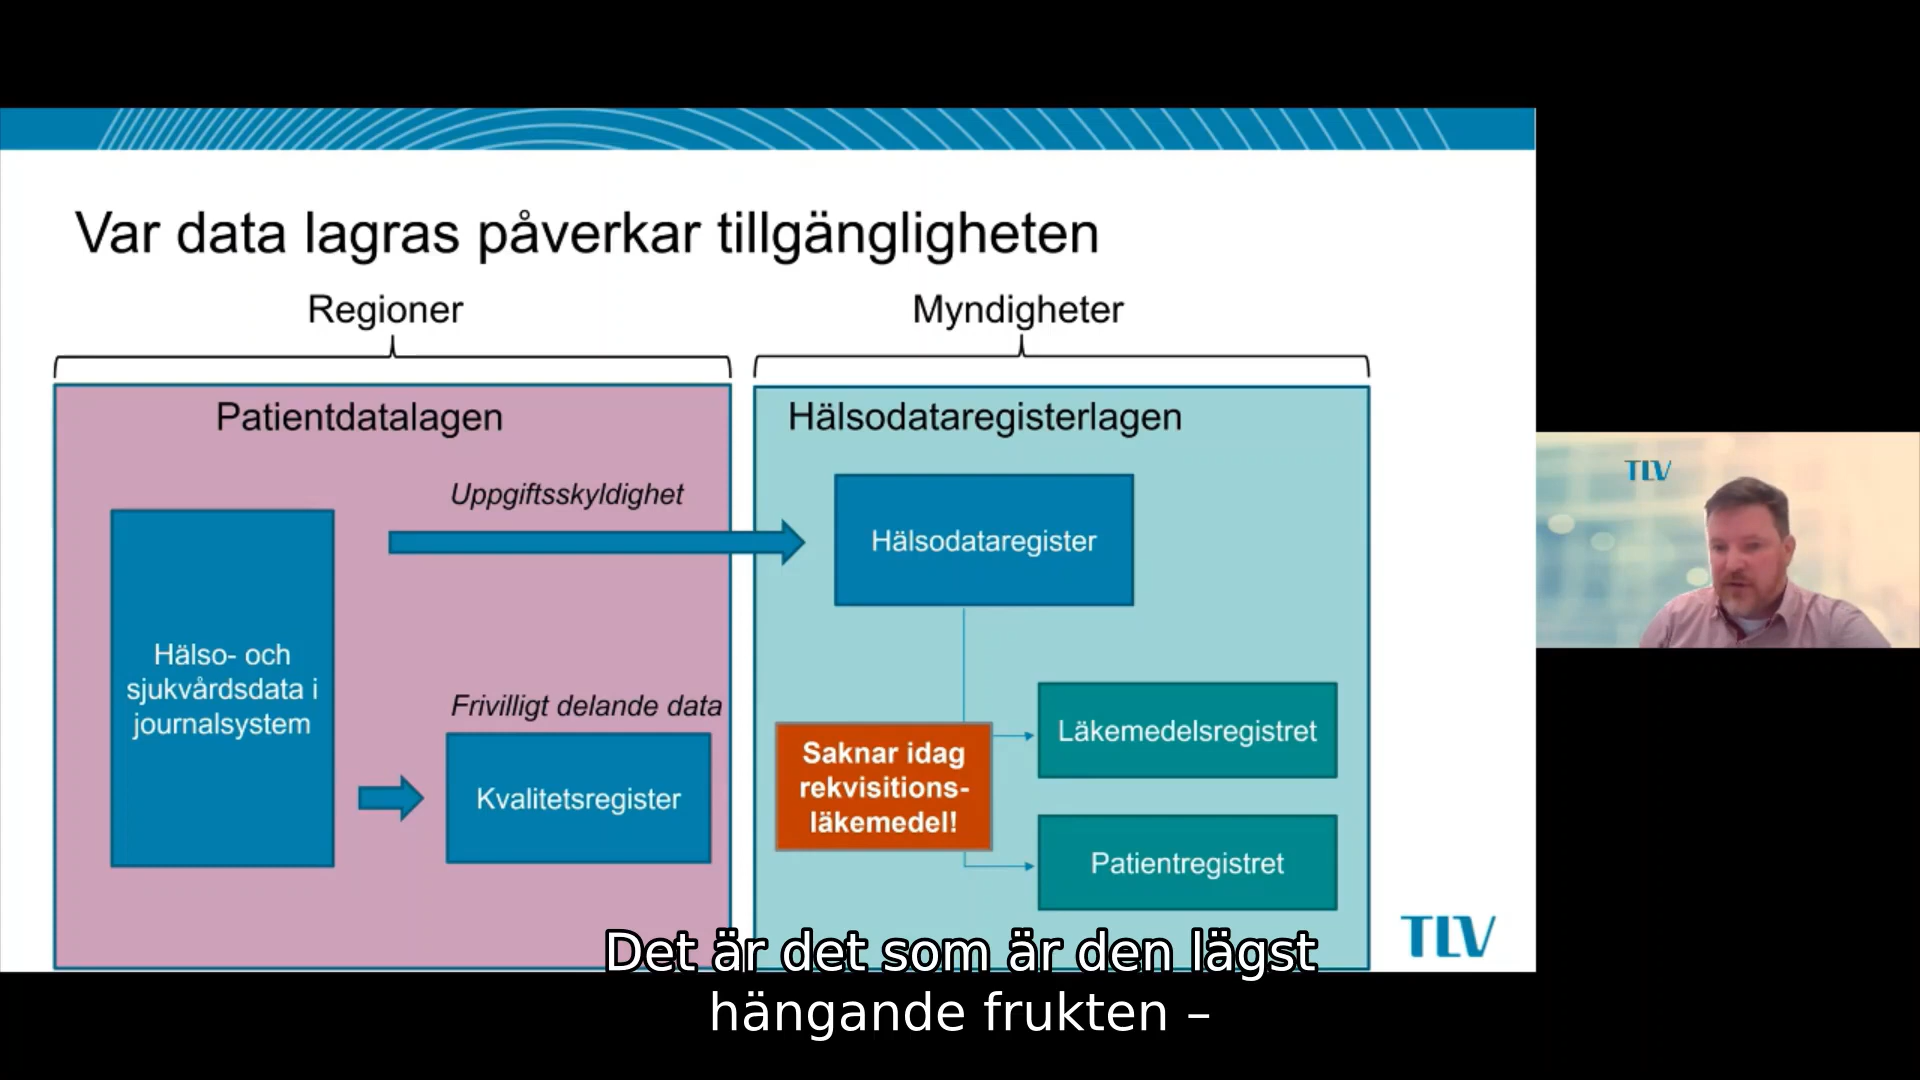 Var data lagras påverkar tillgängligheten
Regioner
Myndigheter
Patientdatalagen
Hälsodataregisterlagen
Uppgiftsskyldighet
Hälsodataregister
Hälso- och
sjukvårdsdata i
journalsystem
Frivilligt delande data
Kvalitetsregister
Saknar idag
rekvisitions-
läkemedel!
Läkemedelsregistret
Patientregistret
TLV
TLV
Det är det som är den lägst
hängande frukten –